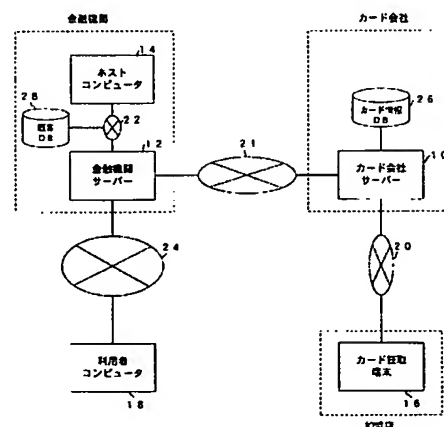 金融機関
カード会社
14
ホスト
コンピュータ
28
顧客
DB
22
26
カード情報
DB
12
金融機関
サーバー
21
10
カード会社
サーバー
24
20
利用者
コンピュータ
18
カード読取
端末
16
加盟店